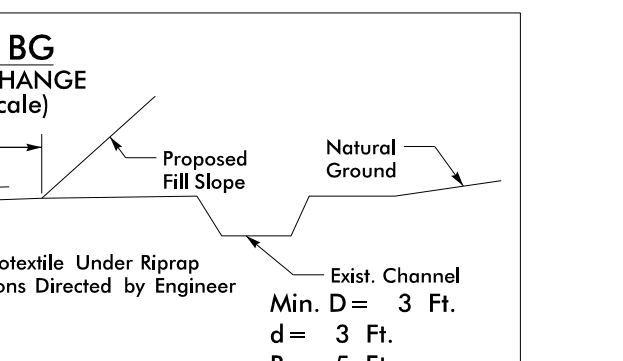 BG
HANGE
cale)
Proposed
Fill Slope
Natural
Ground
otextile Under Riprap
ons Directed by Engineer
Exist. Channel
Min. D = 3 Ft.
d = 3 Ft.